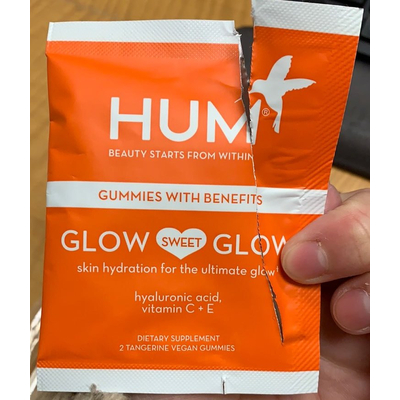 HUM®
BEAUTY STARTS FROM WITHIN
GUMMIES WITH BENEFITS
GLOW SWEET GLOW
skin hydration for the ultimate glow!
hyaluronic acid,
vitamin C + E
DIETARY SUPPLEMENT
2 TANGERINE VEGAN GUMMIES